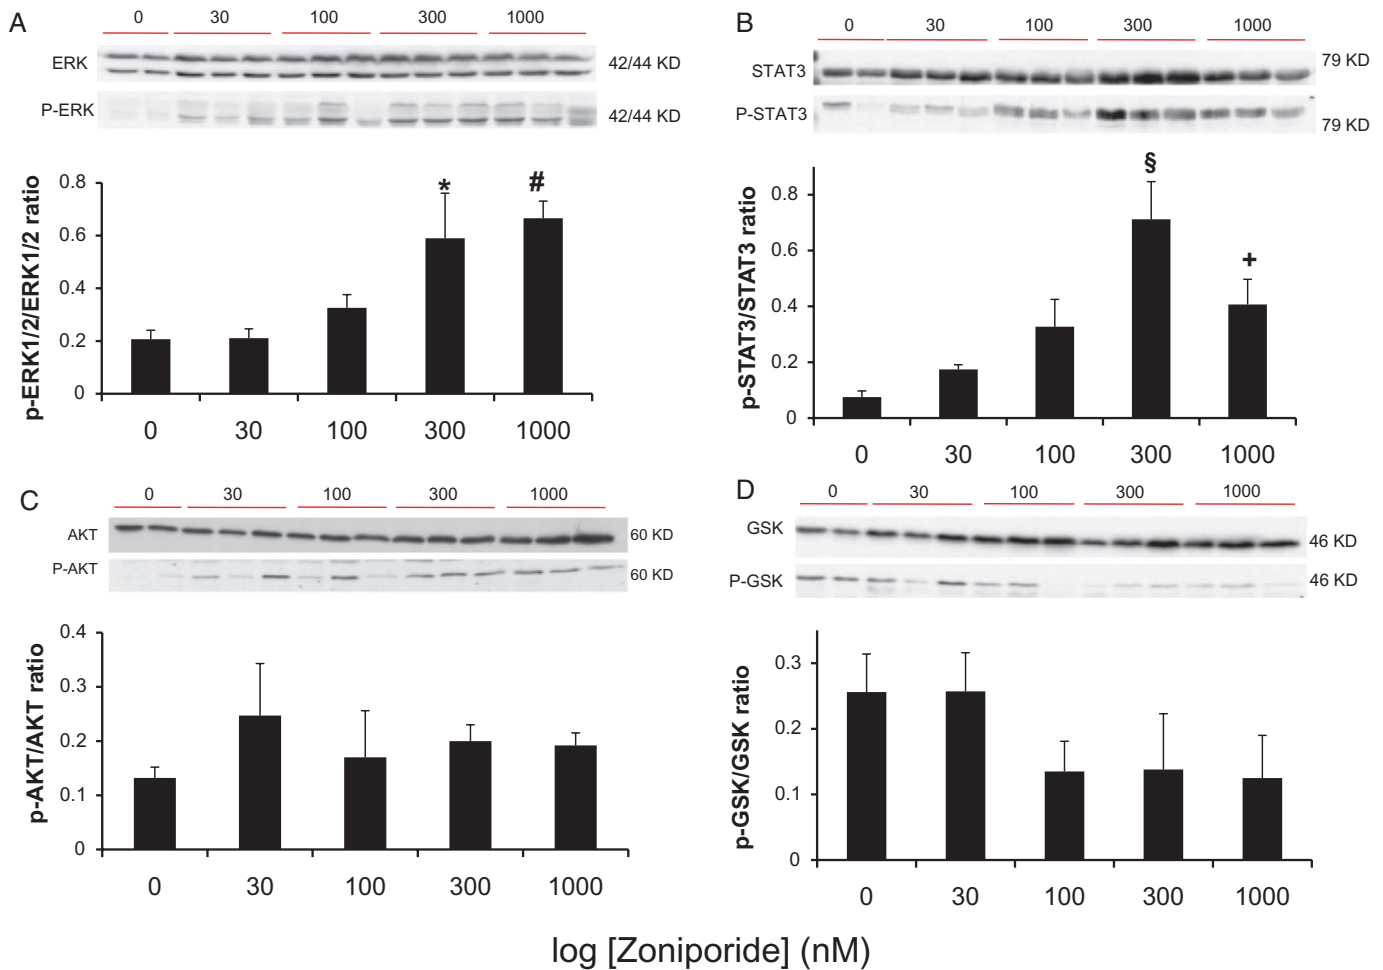 A
0 30 100 300 1000
ERK
42/44 KD
P-ERK
42/44 KD
p-ERK1/2/ERK1/2 ratio
0.8
0.6
0.4
0.2
0
*
#
0 30 100 300 1000
B
0 30 100 300 1000
STAT3
79 KD
P-STAT3
79 KD
p-STAT3/STAT3 ratio
0.8
0.6
0.4
0.2
0
§
+
0 30 100 300 1000
C
0 30 100 300 1000
AKT
60 KD
P-AKT
60 KD
p-AKT/AKT ratio
0.4
0.3
0.2
0.1
0
0 30 100 300 1000
D
0 30 100 300 1000
GSK
46 KD
P-GSK
46 KD
p-GSK/GSK ratio
0.3
0.2
0.1
0
0 30 100 300 1000
log [Zoniporide] (nM)